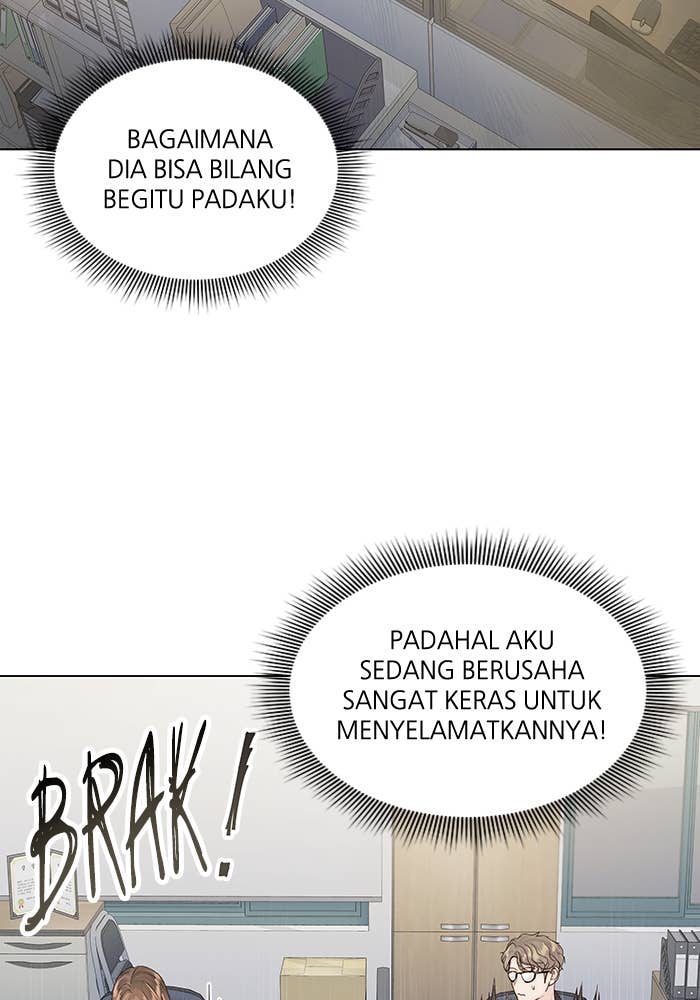 BAGAIMANA
DIA BISA BILANG
BEGITU PADAKU!
PADAHAL AKU
SEDANG BERUSAHA
SANGAT KERAS UNTUK
MENYELAMATKANNYA!
BRAK!